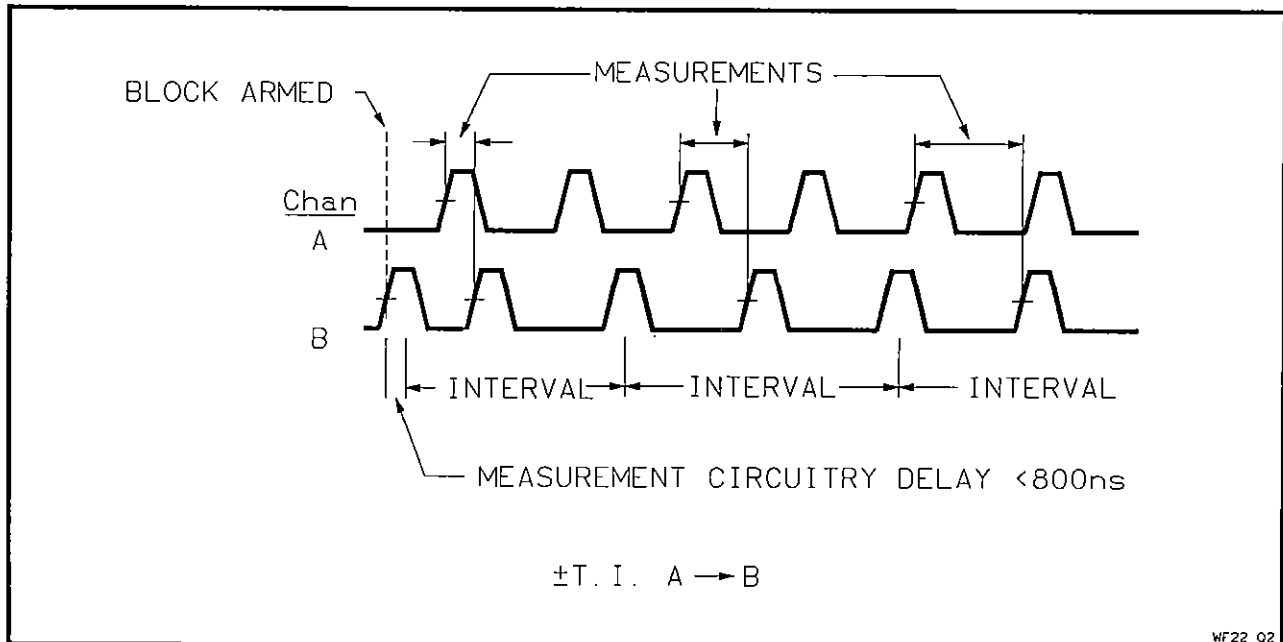 MEASUREMENTS
BLOCK ARMED
Chan
A
B
INTERVAL INTERVAL INTERVAL
MEASUREMENT CIRCUITRY DELAY <800ns
±T. I. A → B
WF22 02